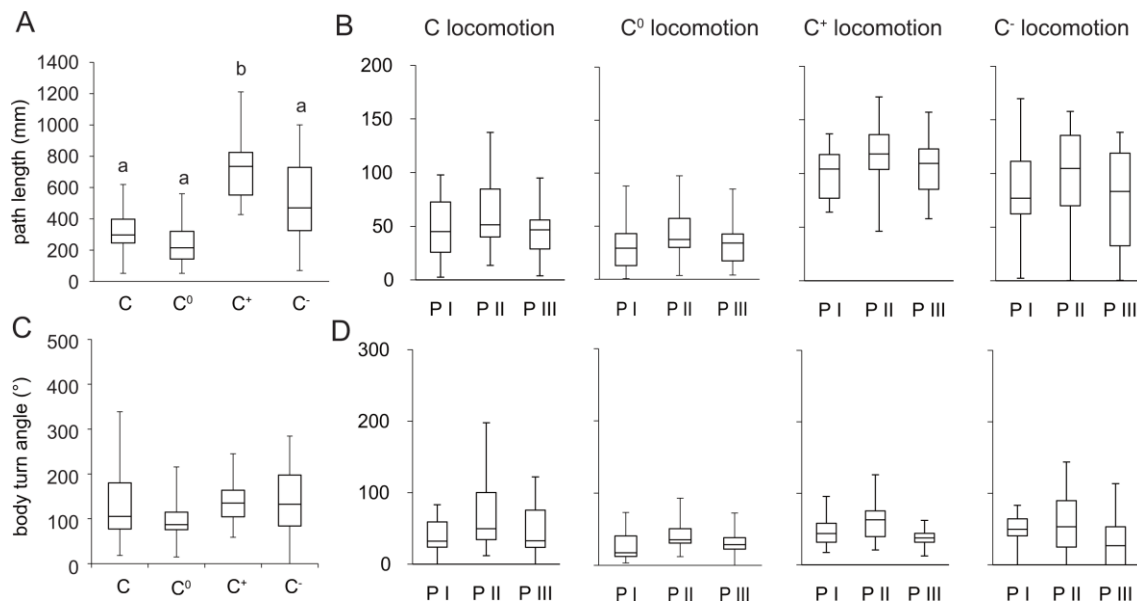 A
B
C locomotion
C⁰ locomotion
C⁺ locomotion
C⁻ locomotion
path length (mm)
1400
1200
1000
800
600
400
200
0
a
a
b
a
C
C⁰
C⁺
C⁻
200
150
100
50
0
P I
P II
P III
P I
P II
P III
P I
P II
P III
P I
P II
P III
C
D
body turn angle (°)
500
400
300
200
100
0
C
C⁰
C⁺
C⁻
300
200
100
0
P I
P II
P III
P I
P II
P III
P I
P II
P III
P I
P II
P III